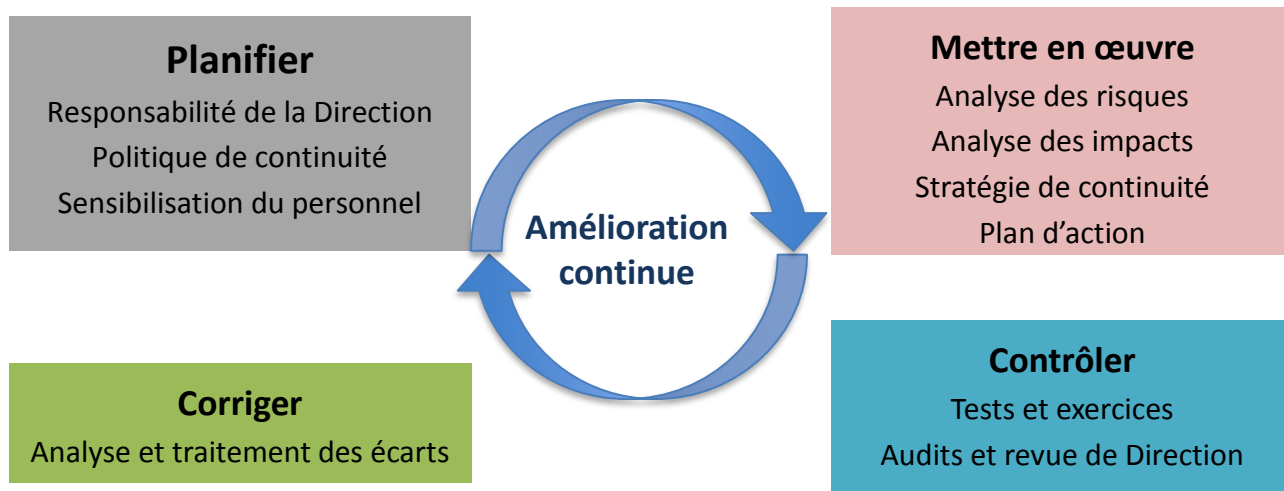 Planifier
Responsabilité de la Direction
Politique de continuité
Sensibilisation du personnel
Mettre en œuvre
Analyse des risques
Analyse des impacts
Stratégie de continuité
Plan d’action
Amélioration
continue
Corriger
Analyse et traitement des écarts
Contrôler
Tests et exercices
Audits et revue de Direction